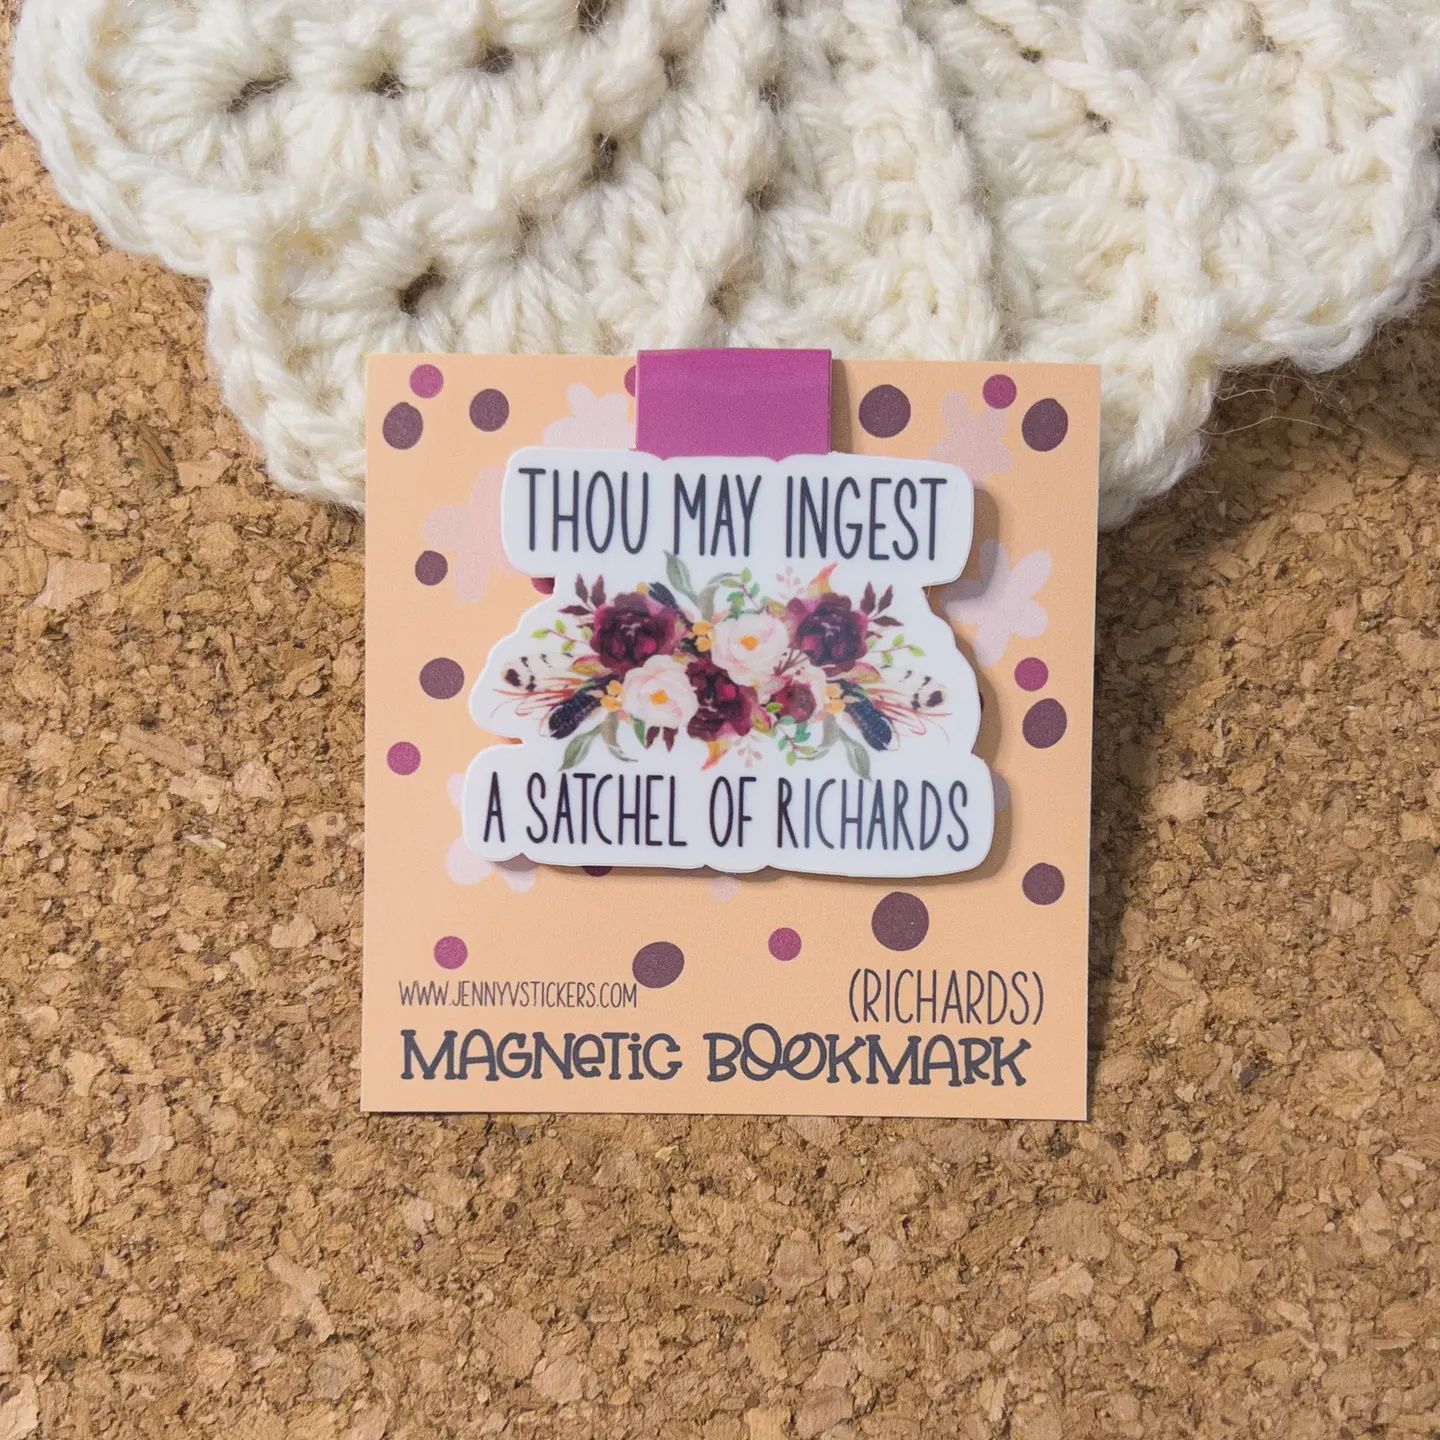 THOU MAY INGEST
A SATCHEL OF RICHARDS
WWW.JENNYVSTICKERS.COM
(RICHARDS)
MAGNETIC BOOKMARK